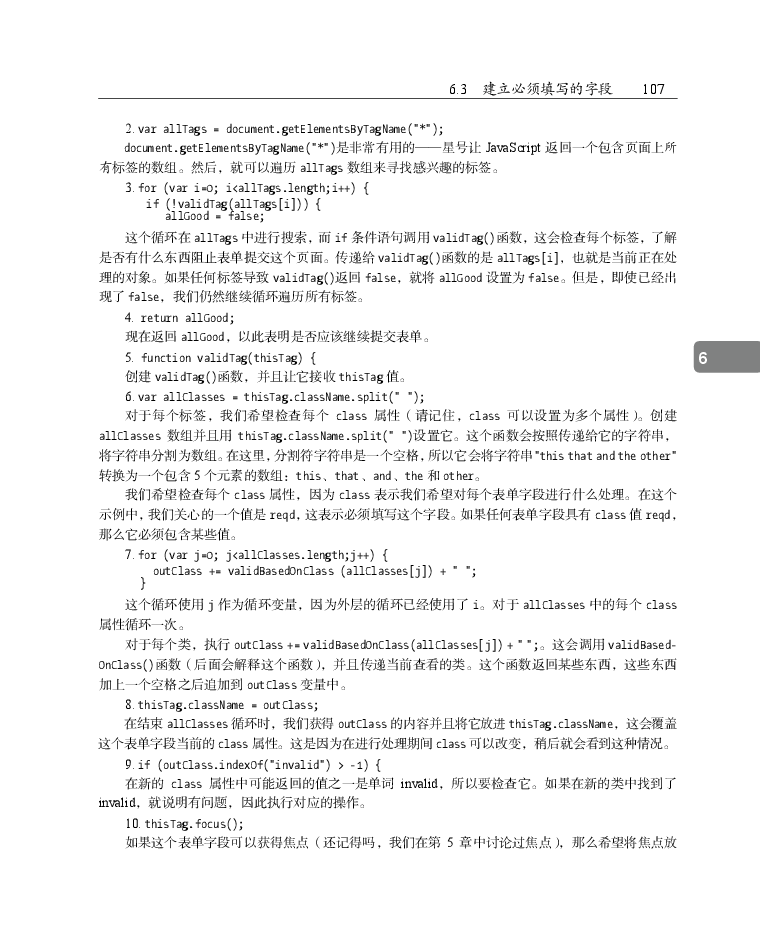 6.3 建立必须填写的字段 107
2. var allTags = document.getElementsByTagName("*");
document.getElementsByTagName("*")是非常有用的——星号让 JavaScript 返回一个包含页面上所
有标签的数组。然后，就可以遍历 allTags 数组来寻找感兴趣的标签。
3. for (var i=0; i<allTags.length;i++) {
if (!validTag(allTags[i])) {
allGood = false;
这个循环在 allTags 中进行搜索，而 if 条件语句调用 validTag()函数，这会检查每个标签，了解
是否有什么东西阻止表单提交这个页面。传递给 validTag()函数的是 allTags[i]，也就是当前正在处
理的对象。如果任何标签导致 validTag()返回 false，就将 allGood 设置为 false。但是，即使已经出
现了 false，我们仍然继续循环遍历所有标签。
4. return allGood;
现在返回 allGood，以此表明是否应该继续提交表单。
5. function validTag(thisTag) {
6
创建 validTag()函数，并且让它接收 thisTag 值。
6. var allClasses = thisTag.className.split(" ");
对于每个标签，我们希望检查每个 class 属性（请记住，class 可以设置为多个属性）。创建
allClasses 数组并且用 thisTag.className.split(" ")设置它。这个函数会按照传递给它的字符串，
将字符串分割为数组。在这里，分割符字符串是一个空格，所以它会将字符串"this that and the other"
转换为一个包含 5 个元素的数组：this、that、and、the 和 other。
我们希望检查每个 class 属性，因为 class 表示我们希望对每个表单字段进行什么处理。在这个
示例中，我们关心的一个值是 reqd，这表示必须填写这个字段。如果任何表单字段具有 class 值 reqd，
那么它必须包含某些值。
7. for (var j=0; j<allClasses.length;j++) {
outClass += validBasedOnClass (allClasses[j]) + " ";
}
这个循环使用 j 作为循环变量，因为外层的循环已经使用了 i。对于 allClasses 中的每个 class
属性循环一次。
对于每个类，执行 outClass += validBasedOnClass(allClasses[j]) + " ";。这会调用 validBased-
OnClass()函数（后面会解释这个函数），并且传递当前查看的类。这个函数返回某些东西，这些东西
加上一个空格之后追加到 outClass 变量中。
8. thisTag.className = outClass;
在结束 allClasses 循环时，我们获得 outClass 的内容并且将它放进 thisTag.className，这会覆盖
这个表单字段当前的 class 属性。这是因为在进行处理期间 class 可以改变，稍后就会看到这种情况。
9. if (outClass.indexOf("invalid") > -1) {
在新的 class 属性中可能返回的值之一是单词 invalid，所以要检查它。如果在新的类中找到了
invalid，就说明有问题，因此执行对应的操作。
10. thisTag.focus();
如果这个表单字段可以获得焦点（还记得吗，我们在第 5 章中讨论过焦点），那么希望将焦点放